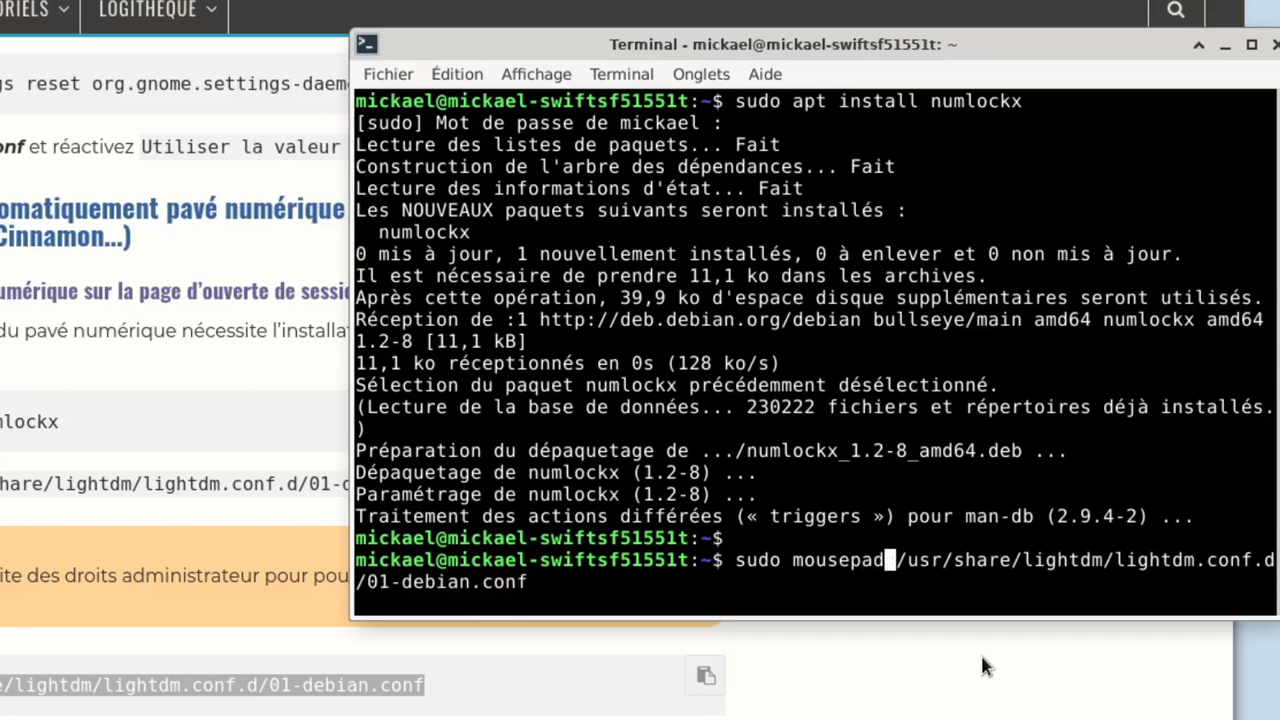 RIELS
LOGITHÈQUE
Terminal - mickael@mickael-swiftsf51551t: ~
Fichier Édition Affichage Terminal Onglets Aide
gs reset org.gnome.settings-daem
onf et réactivez Utiliser la valeur
omatiquement pavé numérique
Cinnamon...)
umérique sur la page d'ouverte de sessi
du pavé numérique nécessite l'installat
mlockx
share/lightdm/lightdm.conf.d/01-d
ite des droits administrateur pour pou
e/lightdm/lightdm.conf.d/01-debian.conf
mickael@mickael-swiftsf51551t:~$ sudo apt install numlockx
[sudo] Mot de passe de mickael :
Lecture des listes de paquets... Fait
Construction de l'arbre des dépendances... Fait
Lecture des informations d'état... Fait
Les NOUVEAUX paquets suivants seront installés :
numlockx
0 mis à jour, 1 nouvellement installés, 0 à enlever et 0 non mis à jour.
Il est nécessaire de prendre 11,1 ko dans les archives.
Après cette opération, 39,9 ko d'espace disque supplémentaires seront utilisés.
Réception de :1 http://deb.debian.org/debian bullseye/main amd64 numlockx amd64
1.2-8 [11,1 kB]
11,1 ko réceptionnés en 0s (128 ko/s)
Sélection du paquet numlockx précédemment désélectionné.
(Lecture de la base de données... 230222 fichiers et répertoires déjà installés.
)
Préparation du dépaquetage de .../numlockx_1.2-8_amd64.deb ...
Dépaquetage de numlockx (1.2-8) ...
Paramétrage de numlockx (1.2-8) ...
Traitement des actions différées (« triggers ») pour man-db (2.9.4-2) ...
mickael@mickael-swiftsf51551t:~$
mickael@mickael-swiftsf51551t:~$ sudo mousepad /usr/share/lightdm/lightdm.conf.d
/01-debian.conf